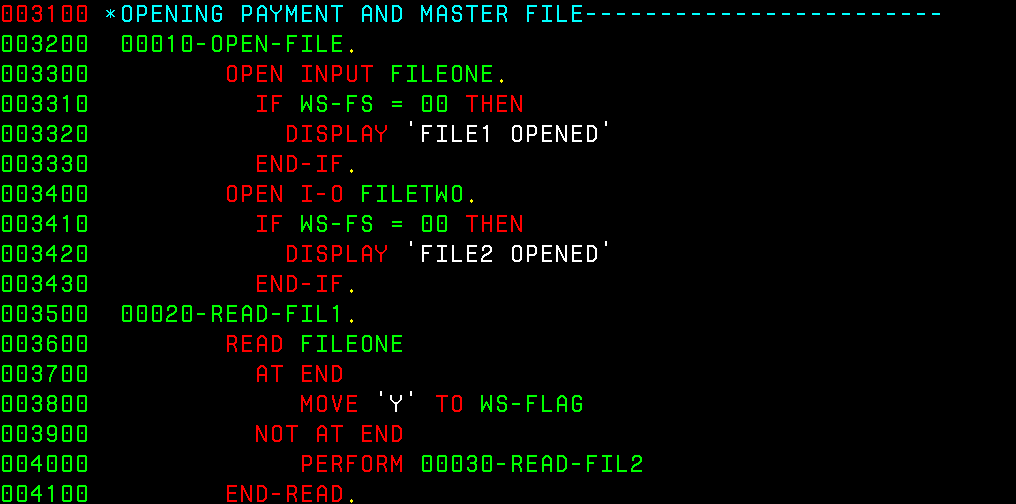 003100 *OPENING PAYMENT AND MASTER FILE------------------------
003200  00010-OPEN-FILE.
003300         OPEN INPUT FILEONE.
003310           IF WS-FS = 00 THEN
003320             DISPLAY 'FILE1 OPENED'
003330           END-IF.
003400         OPEN I-O FILETWO.
003410           IF WS-FS = 00 THEN
003420             DISPLAY 'FILE2 OPENED'
003430           END-IF.
003500  00020-READ-FIL1.
003600         READ FILEONE
003700           AT END
003800              MOVE 'Y' TO WS-FLAG
003900           NOT AT END
004000              PERFORM 00030-READ-FIL2
004100         END-READ.